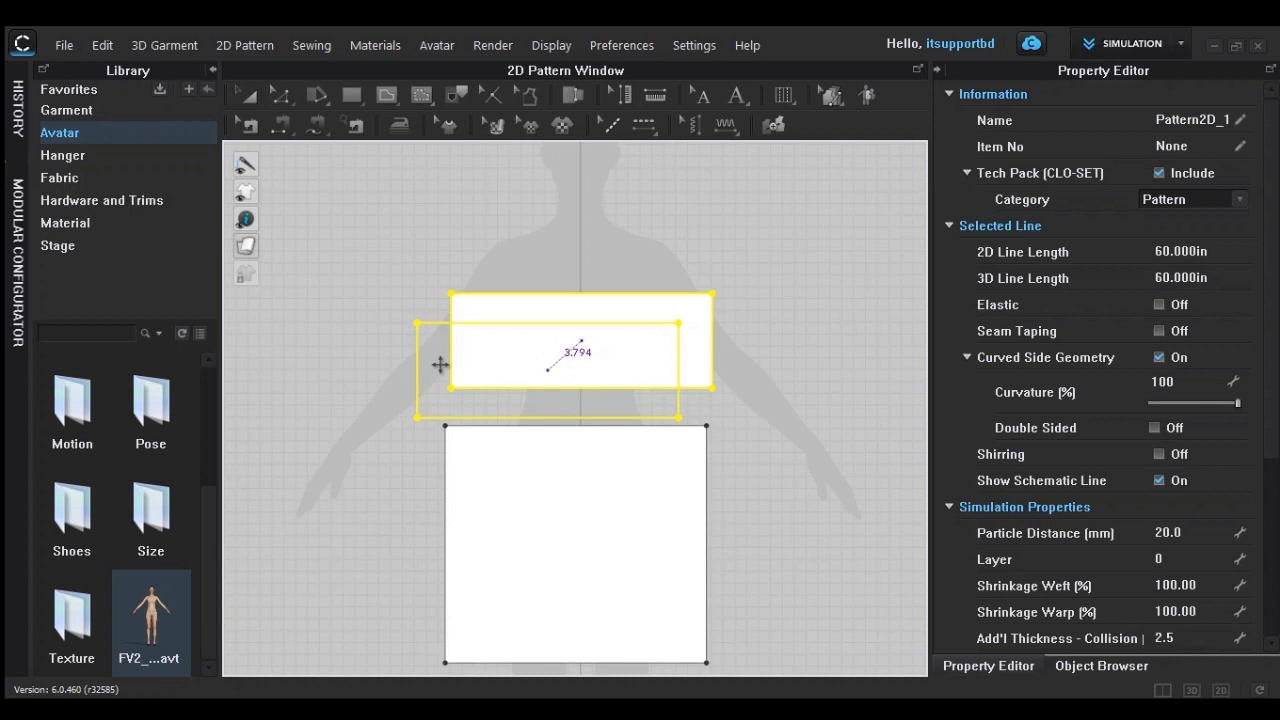 File Edit 3D Garment 2D Pattern Sewing Materials Avatar Render Display Preferences Settings Help Hello, itsupportbd SIMULATION
HISTORY
MODULAR CONFIGURATOR
Library
Favorites
Garment
Avatar
Hanger
Fabric
Hardware and Trims
Material
Stage
Motion Pose
Shoes Size
Texture FV2_...avt
2D Pattern Window
3.794
Property Editor
Information
Name Pattern2D_1
Item No None
Tech Pack [CLO-SET] Include
Category Pattern
Selected Line
2D Line Length 60.000in
3D Line Length 60.000in
Elastic Off
Seam Taping Off
Curved Side Geometry On
Curvature (%) 100
Double Sided Off
Shirring Off
Show Schematic Line On
Simulation Properties
Particle Distance (mm) 20.0
Layer 0
Shrinkage Weft (%) 100.00
Shrinkage Warp (%) 100.00
Add'l Thickness - Collision 2.5
Property Editor Object Browser
Version: 6.0.460 (r32585) 3D 2D